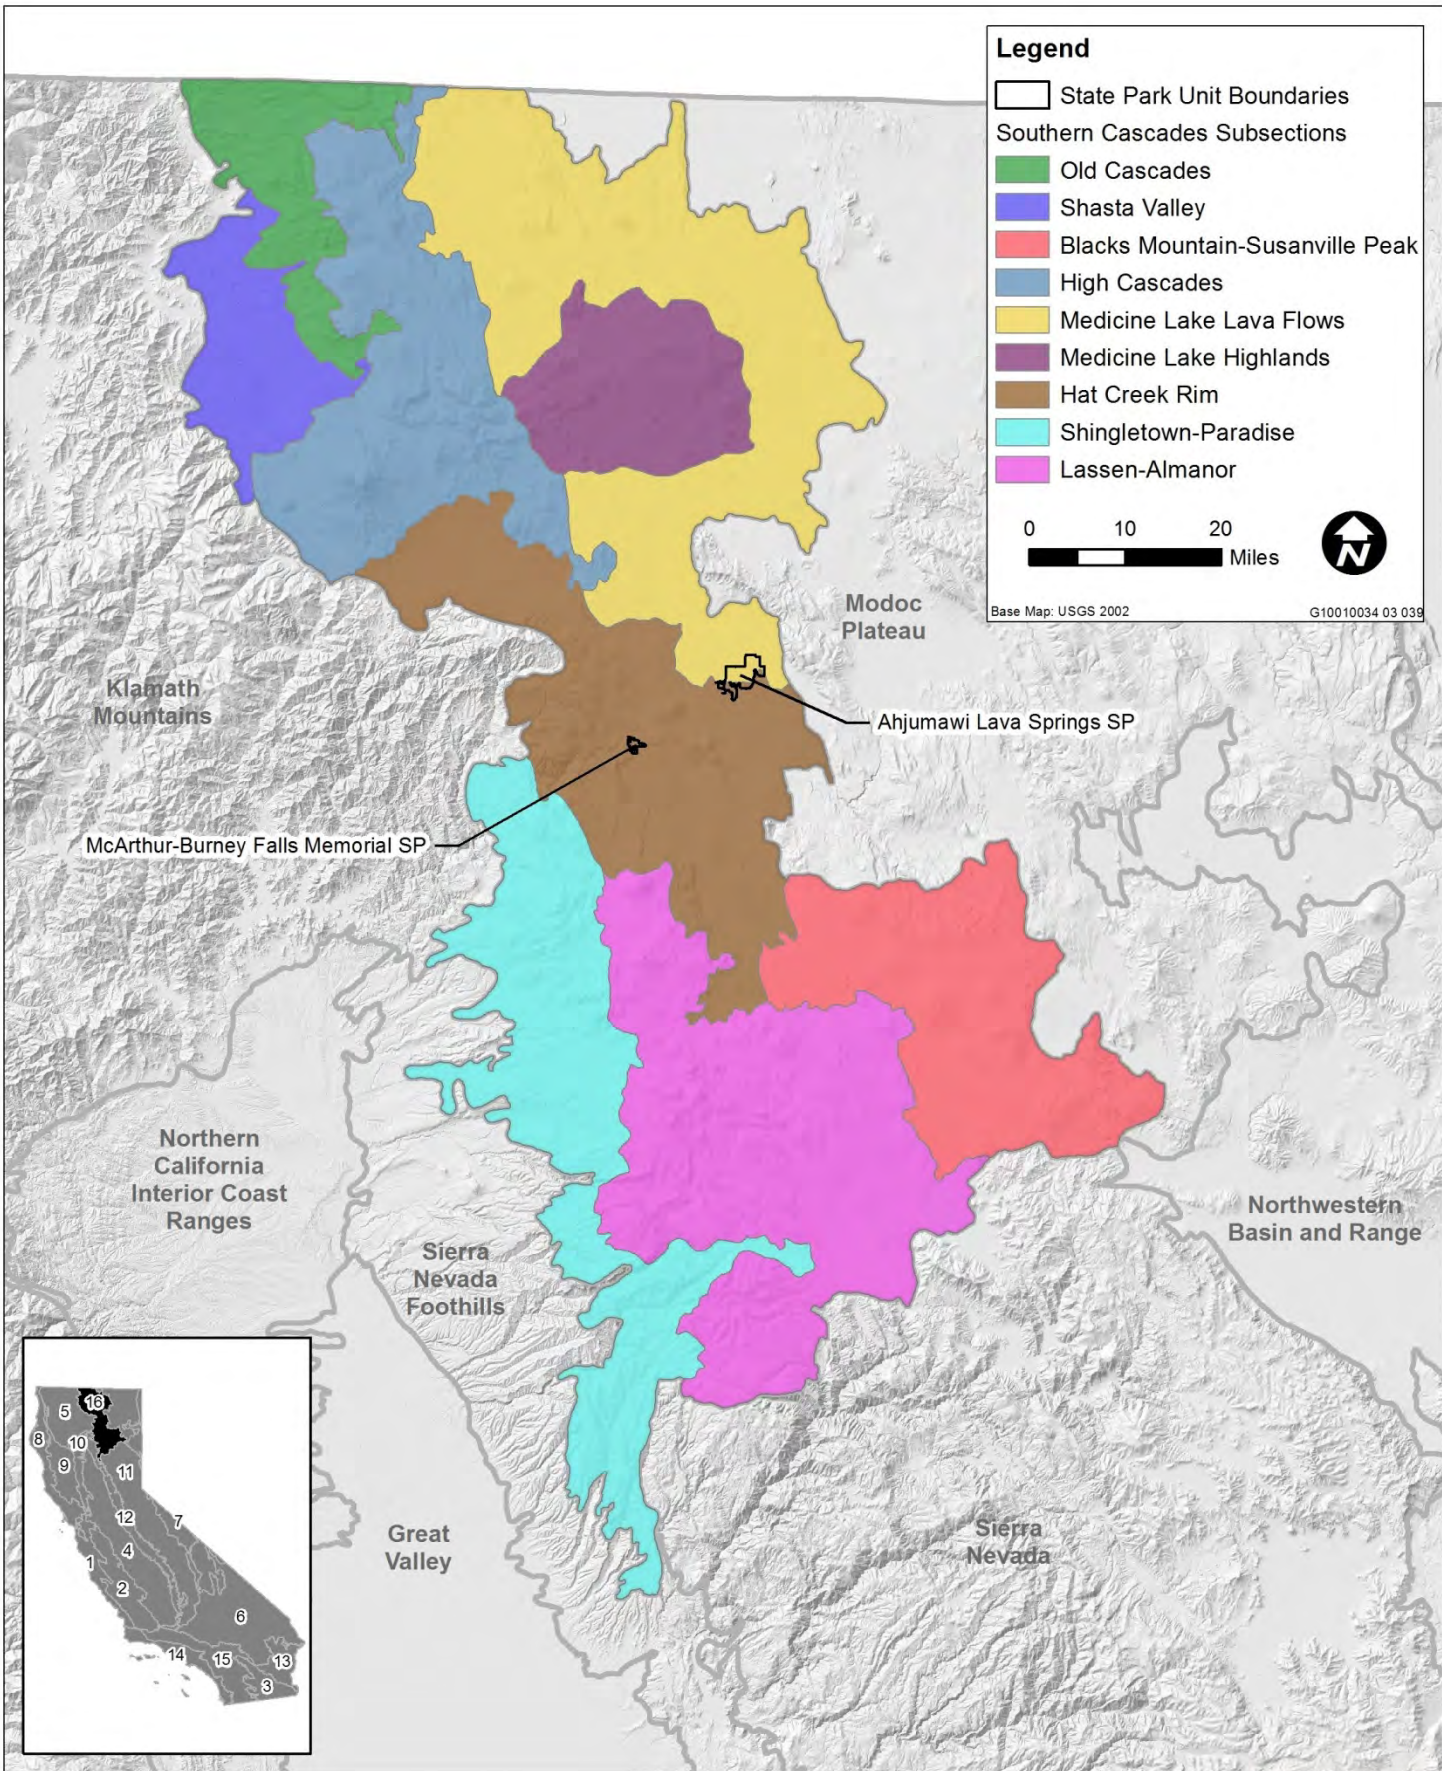 Legend
State Park Unit Boundaries
Southern Cascades Subsections
Old Cascades
Shasta Valley
Blacks Mountain-Susanville Peak
High Cascades
Medicine Lake Lava Flows
Medicine Lake Highlands
Hat Creek Rim
Shingletown-Paradise
Lassen-Almanor
0 10 20
Miles
N
Base Map: USGS 2002
G10010034 03 039
Modoc
Plateau
Klamath
Mountains
Ahjumawi Lava Springs SP
McArthur-Burney Falls Memorial SP
Northern
California
Interior Coast
Ranges
Northwestern
Basin and Range
Sierra
Nevada
Foothills
Great
Valley
Sierra
Nevada
16
5
8
10
9
11
12
7
4
1
2
6
14
15
13
3